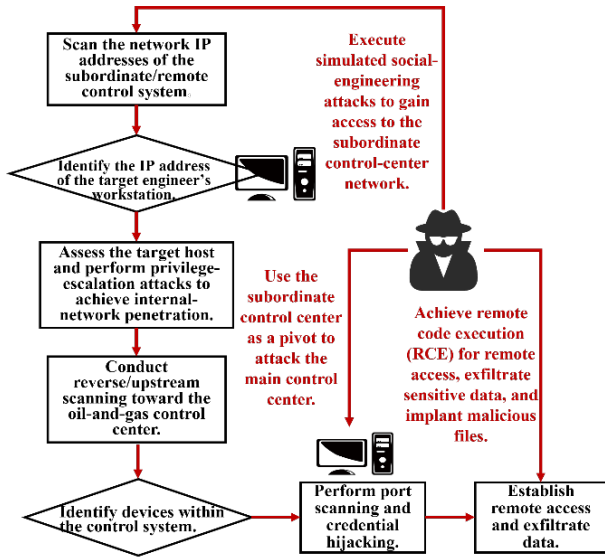 Scan the network IP
addresses of the
subordinate/remote
control system
Execute
simulated social-
engineering
attacks to gain
access to the
subordinate
control-center
network.
Identify the IP address
of the target engineer's
workstation.
Assess the target host
and perform privilege-
escalation attacks to
achieve internal-
network penetration.
Use the
subordinate
control center
as a pivot to
attack the
main control
center.
Achieve remote
code execution
(RCE) for remote
access, exfiltrate
sensitive data, and
implant malicious
files.
Conduct
reverse/upstream
scanning toward the
oil-and-gas control
center.
Identify devices within
the control system.
Perform port
scanning and
credential
hijacking.
Establish
remote access
and exfiltrate
data.